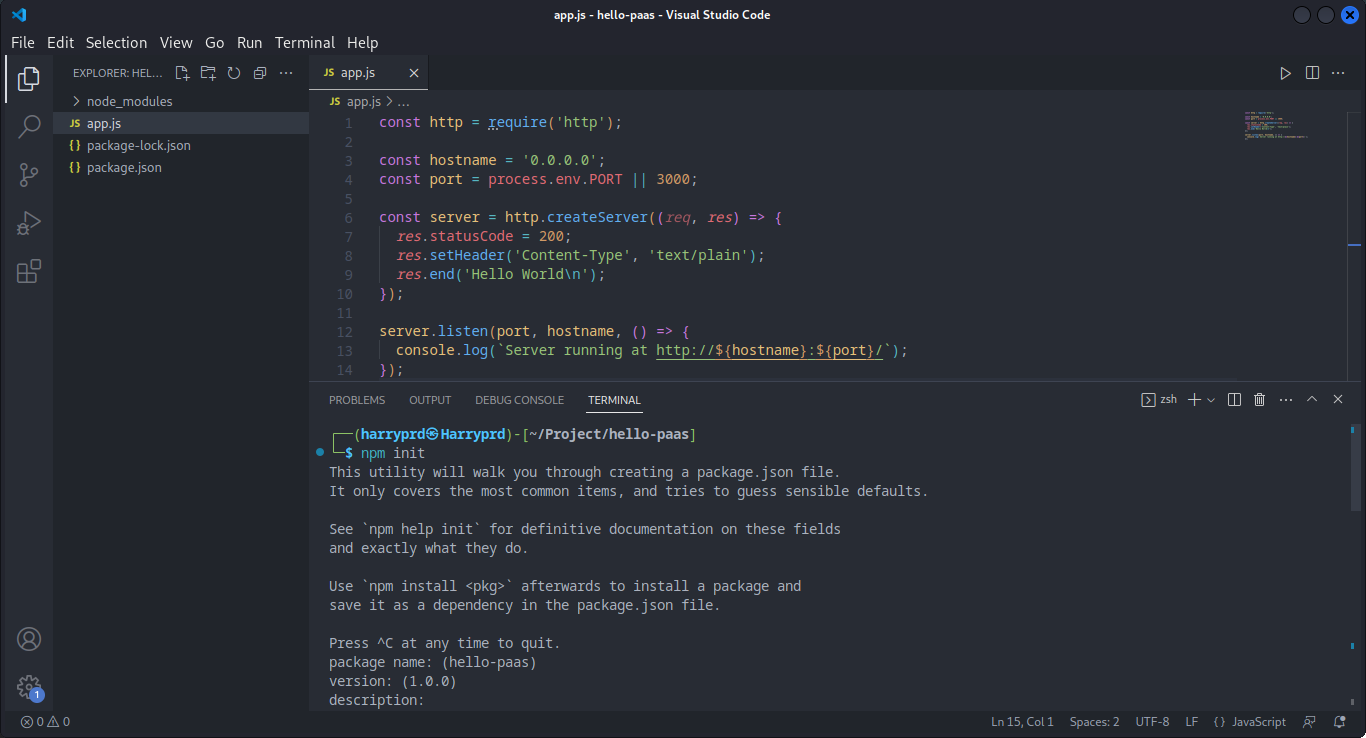 app.js - hello-paas - Visual Studio Code
File Edit Selection View Go Run Terminal Help
EXPLORER: HEL...
node_modules
JS app.js
{} package-lock.json
{} package.json
JS app.js
JS app.js > ...
1 const http = require('http');
2
3 const hostname = '0.0.0.0';
4 const port = process.env.PORT || 3000;
5
6 const server = http.createServer((req, res) => {
7 res.statusCode = 200;
8 res.setHeader('Content-Type', 'text/plain');
9 res.end('Hello World\n');
10 });
11
12 server.listen(port, hostname, () => {
13 console.log(`Server running at http://${hostname}:${port}/`);
14 });
PROBLEMS OUTPUT DEBUG CONSOLE TERMINAL
zsh
┌──(harryprd㉿Harryprd)-[~/Project/hello-paas]
└─$ npm init
This utility will walk you through creating a package.json file.
It only covers the most common items, and tries to guess sensible defaults.
See `npm help init` for definitive documentation on these fields
and exactly what they do.
Use `npm install <pkg>` afterwards to install a package and
save it as a dependency in the package.json file.
Press ^C at any time to quit.
package name: (hello-paas)
version: (1.0.0)
description:
1
0 0
Ln 15, Col 1 Spaces: 2 UTF-8 LF {} JavaScript